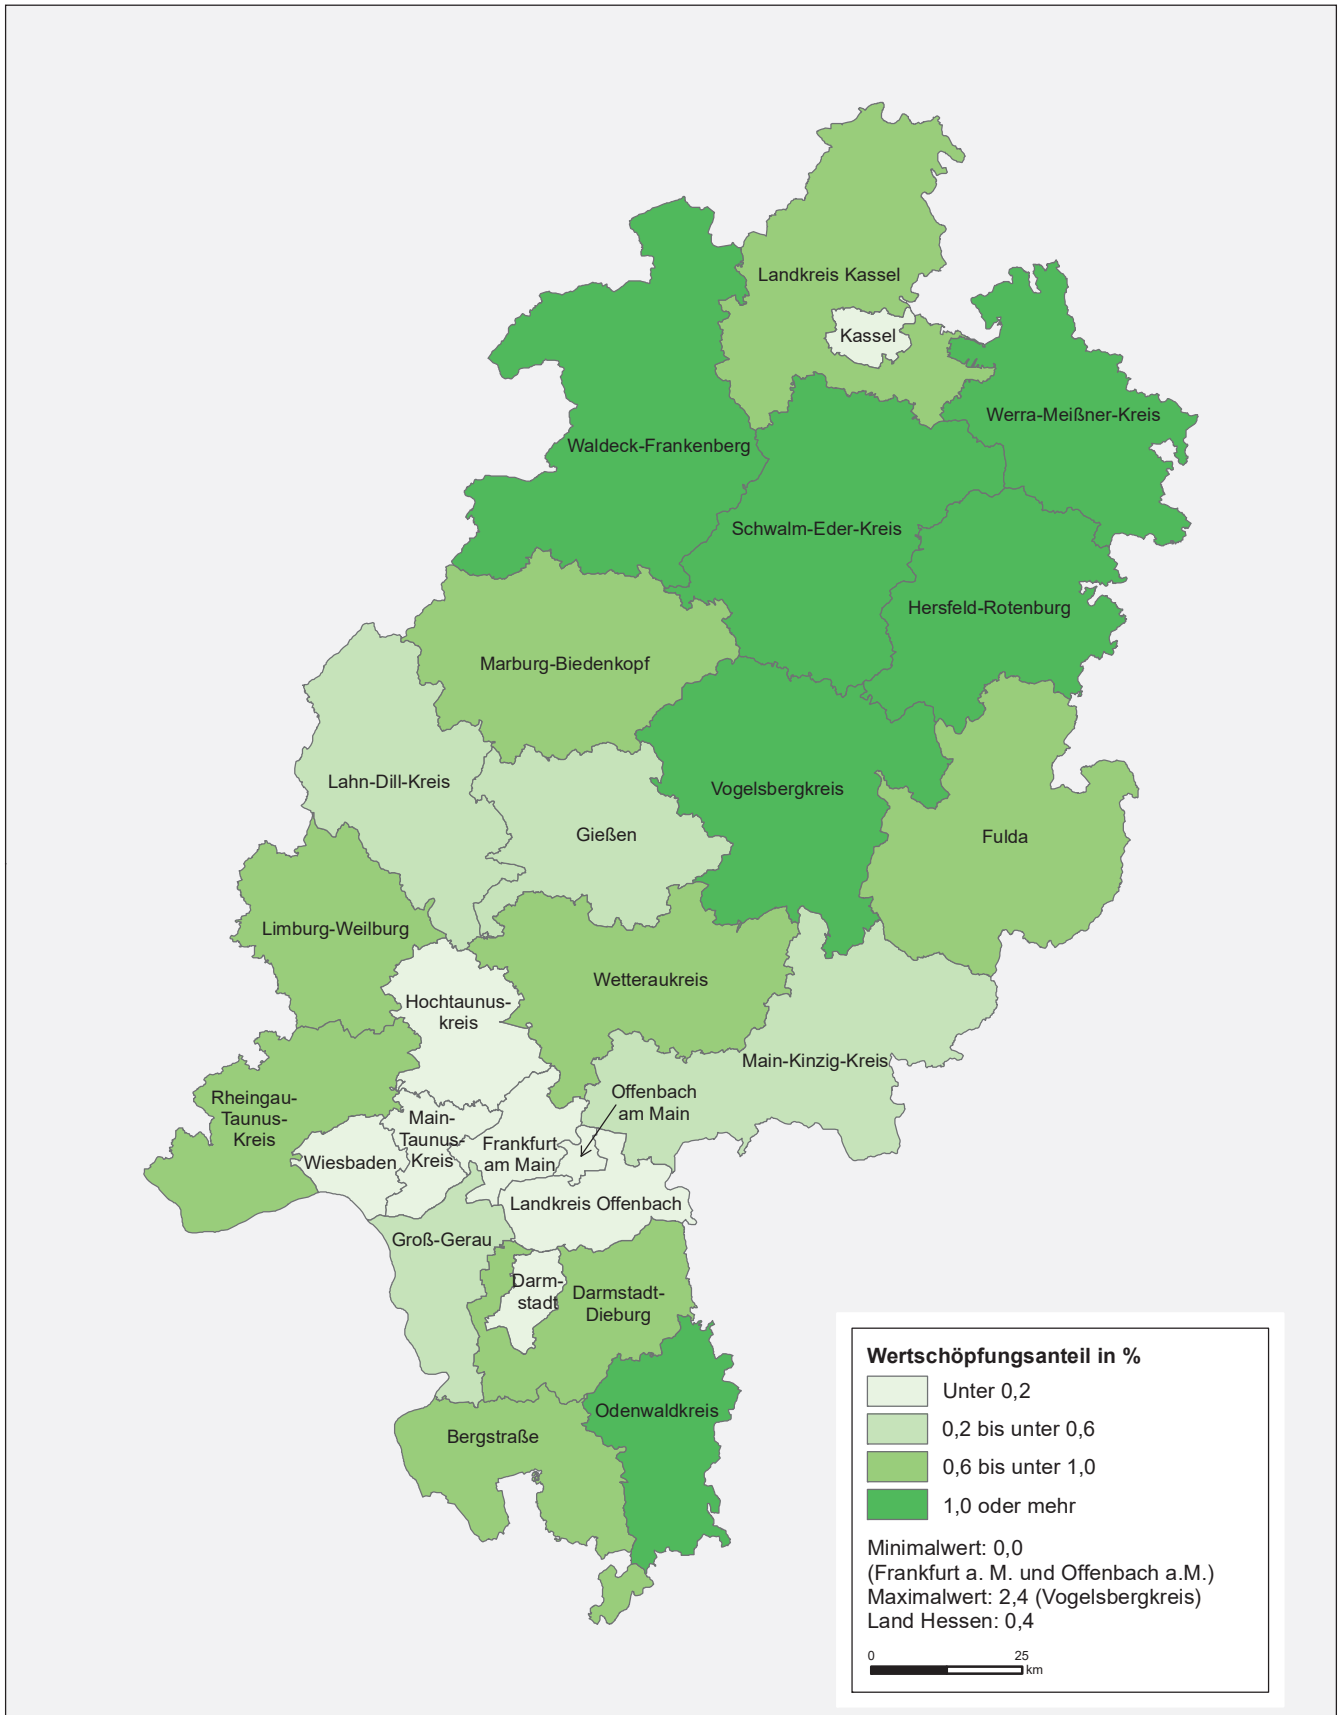 Landkreis Kassel
Kassel
Werra-Meißner-Kreis
Waldeck-Frankenberg
Schwalm-Eder-Kreis
Hersfeld-Rotenburg
Marburg-Biedenkopf
Lahn-Dill-Kreis
Vogelsbergkreis
Gießen
Fulda
Limburg-Weilburg
Wetteraukreis
Hochtaunus-
kreis
Main-Kinzig-Kreis
Offenbach
am Main
Rheingau-
Taunus-
Kreis
Main-
Taunus-
Kreis
Frankfurt
am Main
Wiesbaden
Landkreis Offenbach
Groß-Gerau
Darm-
stadt
Darmstadt-
Dieburg
Odenwaldkreis
Bergstraße
Wertschöpfungsanteil in %
Unter 0,2
0,2 bis unter 0,6
0,6 bis unter 1,0
1,0 oder mehr
Minimalwert: 0,0
(Frankfurt a. M. und Offenbach a.M.)
Maximalwert: 2,4 (Vogelsbergkreis)
Land Hessen: 0,4
0 25
km